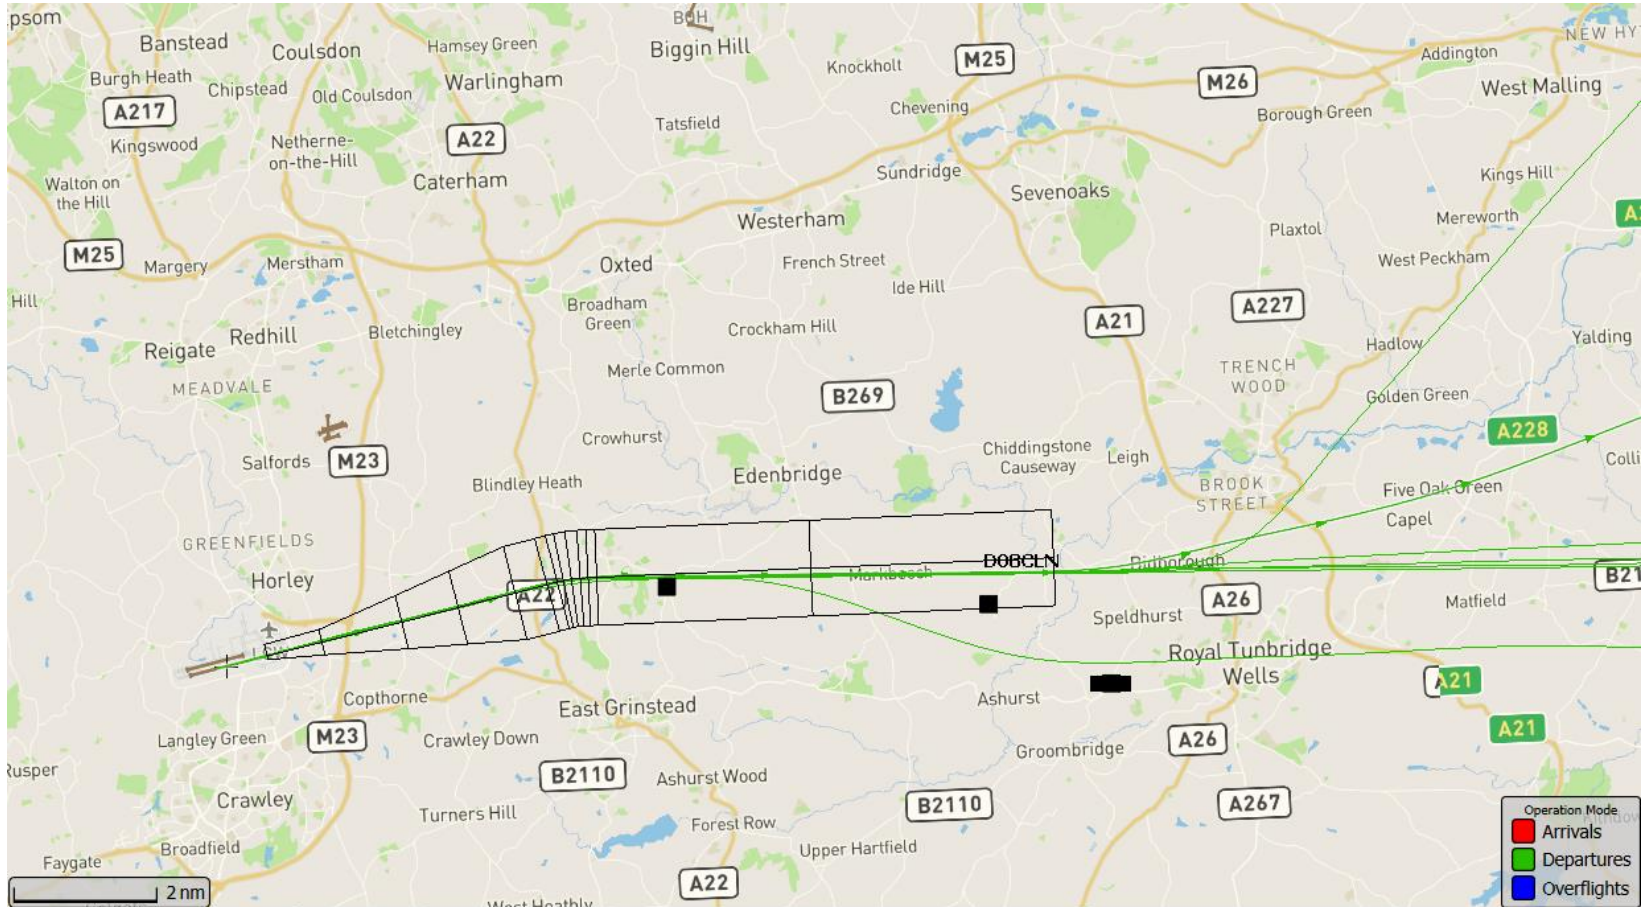 psom
Banstead
Coulsdon
Hamsey Green
BQH
Biggin Hill
M25
Addington
NEW HY
Burgh Heath
Chipstead
Old Coulsdon
Warlingham
Knockholt
M26
West Malling
A217
Chevening
Borough Green
Kingswood
Netherne-
on-the-Hill
A22
Tatsfield
Walton on
the Hill
Caterham
Sundridge
Sevenoaks
Kings Hill
Westerham
Mereworth
Plaxtol
M25
Margery
Merstham
Oxted
French Street
West Peckham
Hill
Broadham
Green
Ide Hill
A227
Redhill
Bletchingley
Crockham Hill
A21
Yalding
Reigate
Hadlow
MEADVALE
Merle Common
TRENCH
WOOD
B269
Golden Green
Crowhurst
A228
Salfords
M23
Chiddingstone
Causeway
Leigh
Colli
Blindley Heath
Edenbridge
BROOK
STREET
Five Oak Green
Capel
GREENFIELDS
DOBCLN
Bidborough
Horley
A22
Markbeech
B21
A26
Matfield
Speldhurst
LGW
Royal Tunbridge
Wells
Copthorne
Ashurst
A21
East Grinstead
A21
Langley Green
M23
Crawley Down
Groombridge
A26
Rusper
B2110
Ashurst Wood
Crawley
Turners Hill
B2110
A267
Forest Row
Broadfield
Upper Hartfield
Faygate
A22
2 nm
West Heathly
Operation Mode
Arrivals
Departures
Overflights